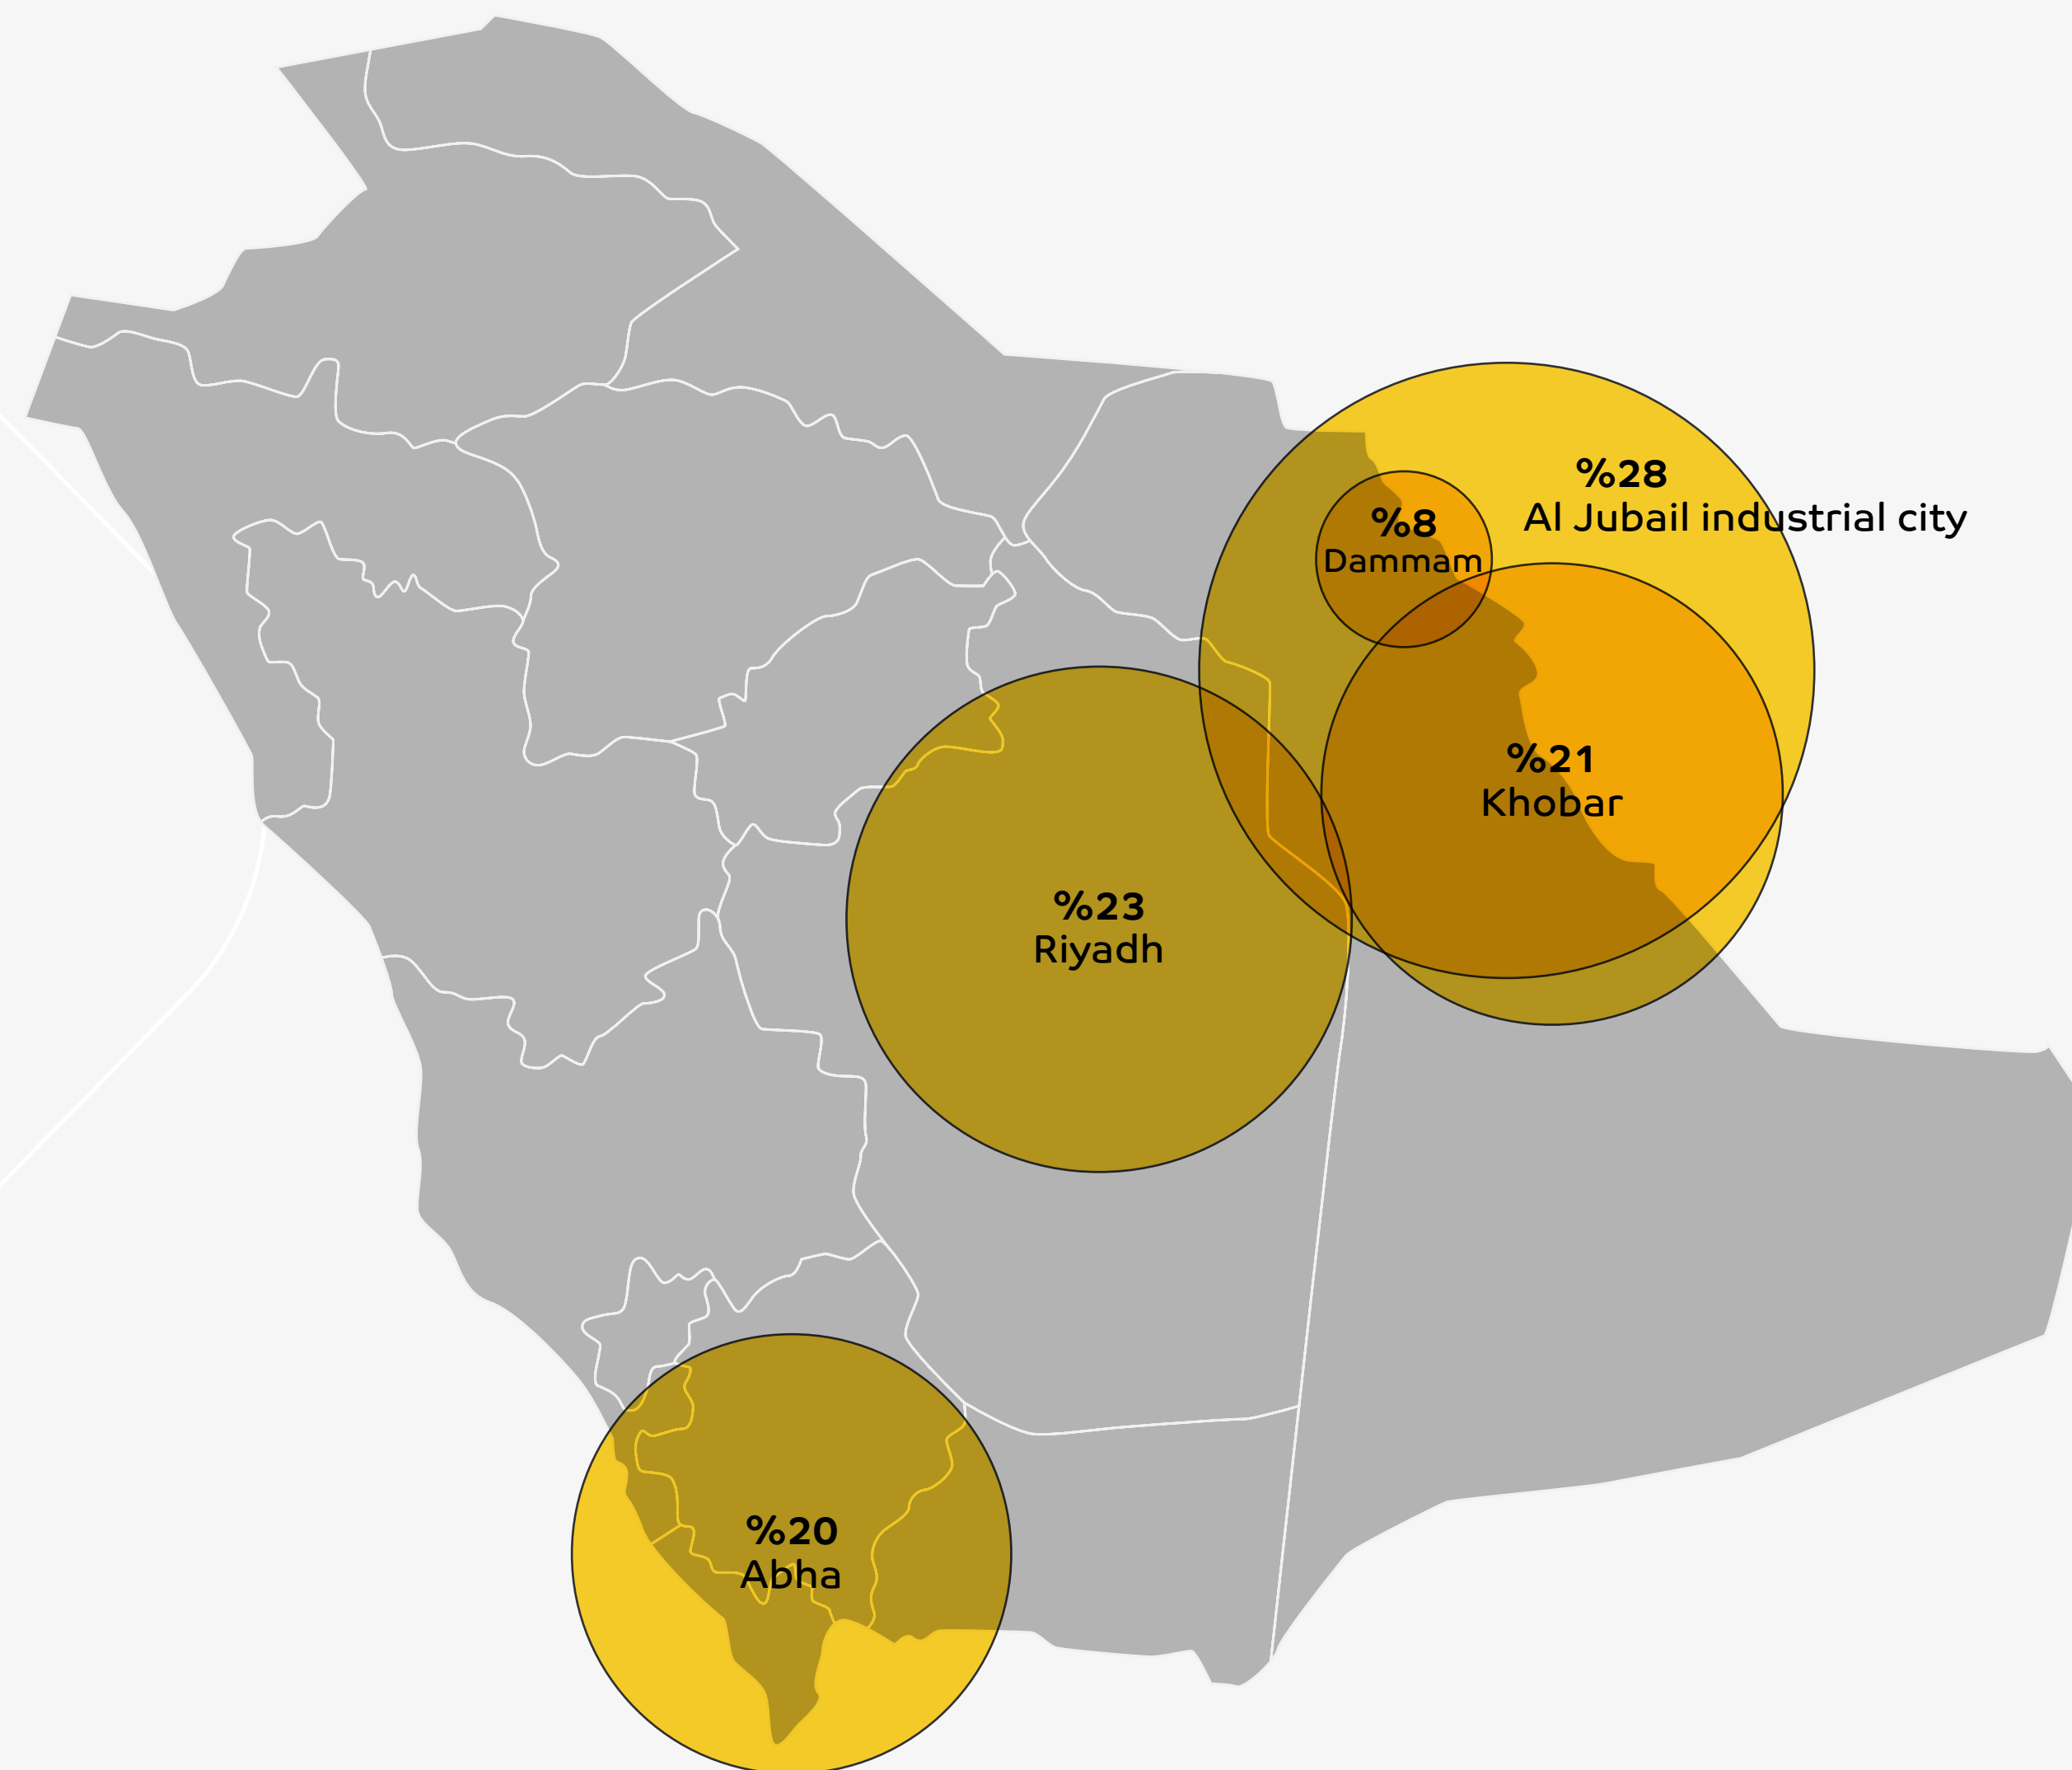 %28
Al Jubail industrial city
%8
Dammam
%21
Khobar
%23
Riyadh
%20
Abha